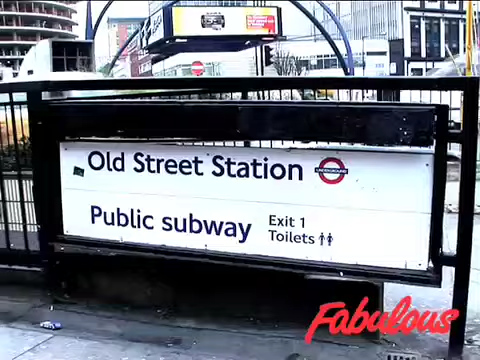 Old Street Station
UNDERGROUND
Public subway
Exit 1
Toilets
Fabulous